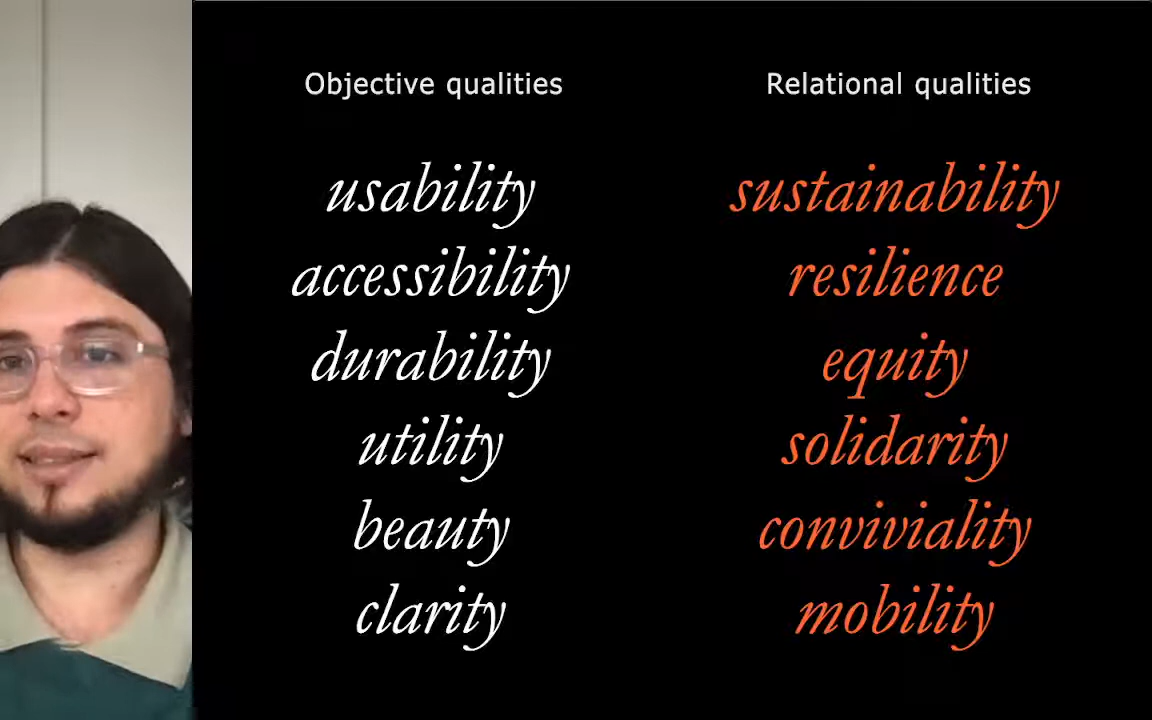 Objective qualities
usability
accessibility
durability
utility
beauty
clarity
Relational qualities
sustainability
resilience
equity
solidarity
conviviality
mobility